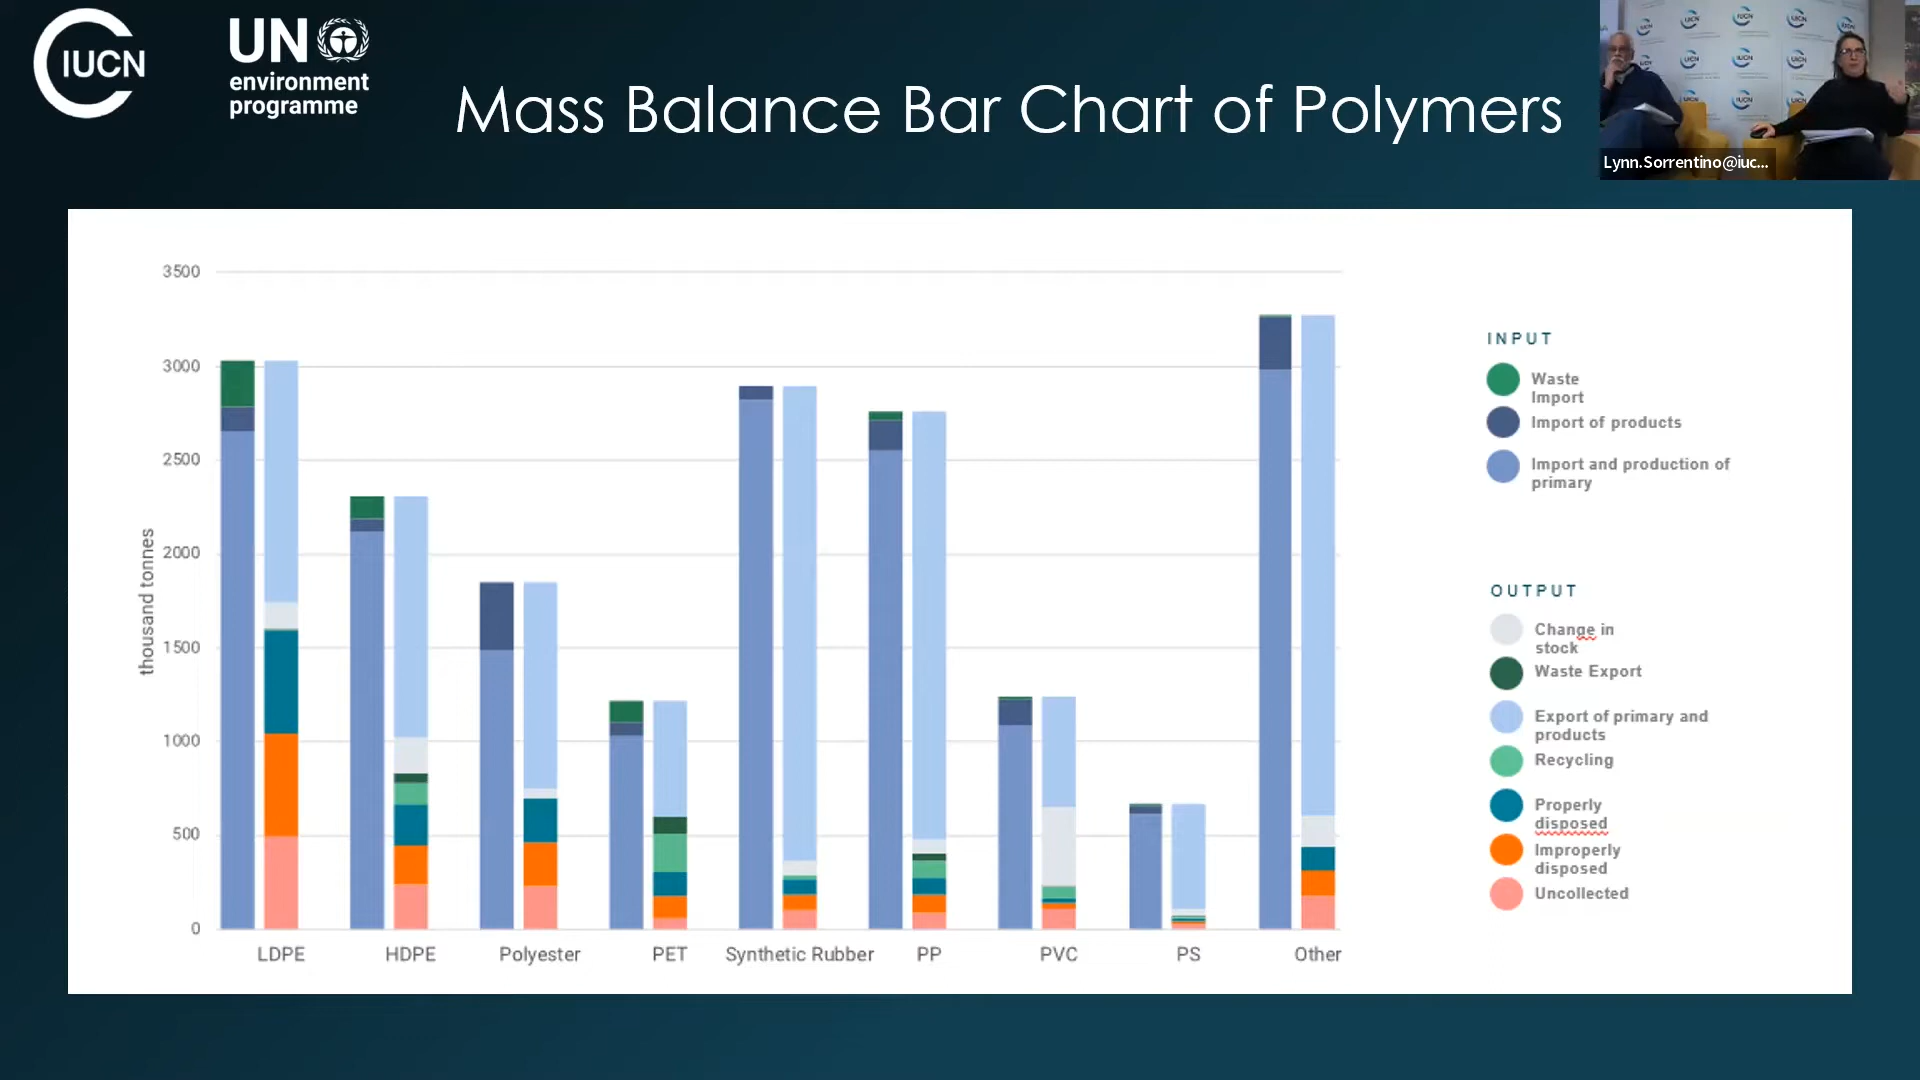 IUCN
UN
environment
programme
Mass Balance Bar Chart of Polymers
Lynn.Sorrentino@iuc...
3500
3000
2500
2000
1500
1000
500
0
thousand tonnes
LDPE
HDPE
Polyester
PET
Synthetic Rubber
PP
PVC
PS
Other
INPUT
Waste
Import
Import of products
Import and production of
primary
OUTPUT
Change in
stock
Waste Export
Export of primary and
products
Recycling
Properly
disposed
Improperly
disposed
Uncollected